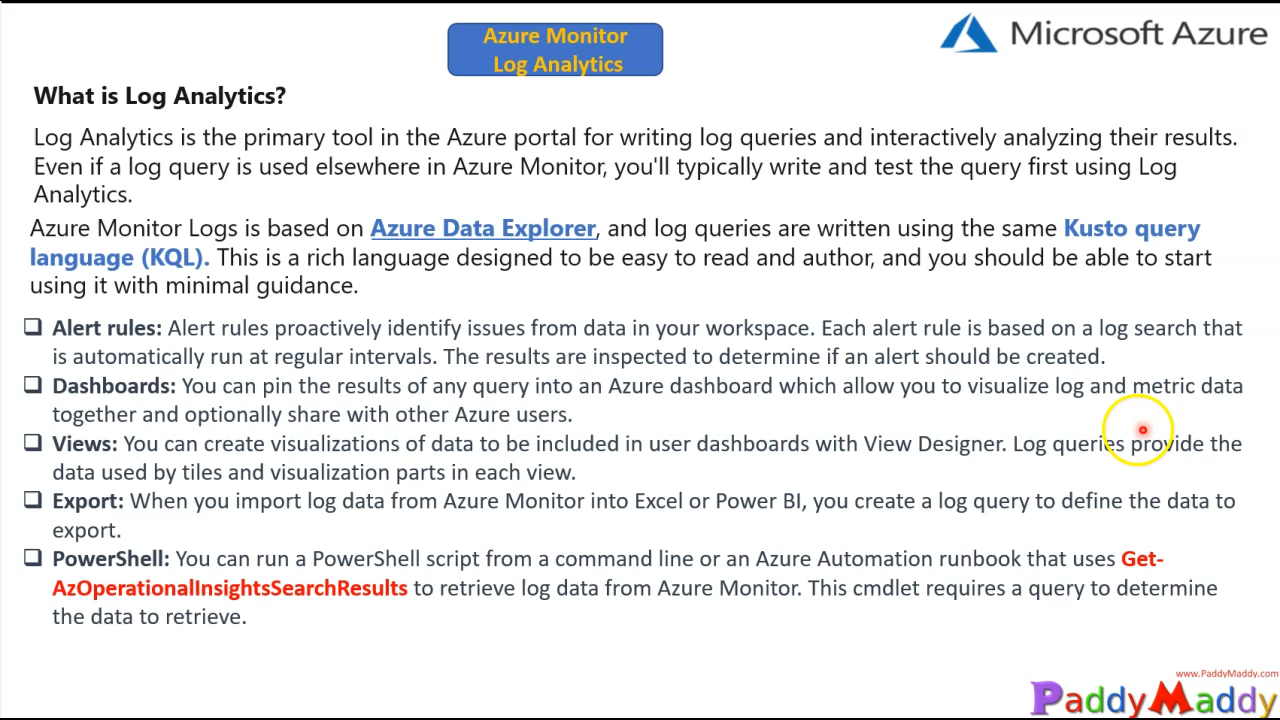 Azure Monitor
Log Analytics
Microsoft Azure
What is Log Analytics?
Log Analytics is the primary tool in the Azure portal for writing log queries and interactively analyzing their results.
Even if a log query is used elsewhere in Azure Monitor, you'll typically write and test the query first using Log
Analytics.
Azure Monitor Logs is based on Azure Data Explorer, and log queries are written using the same Kusto query
language (KQL). This is a rich language designed to be easy to read and author, and you should be able to start
using it with minimal guidance.
Alert rules: Alert rules proactively identify issues from data in your workspace. Each alert rule is based on a log search that
is automatically run at regular intervals. The results are inspected to determine if an alert should be created.
Dashboards: You can pin the results of any query into an Azure dashboard which allow you to visualize log and metric data
together and optionally share with other Azure users.
Views: You can create visualizations of data to be included in user dashboards with View Designer. Log queries provide the
data used by tiles and visualization parts in each view.
Export: When you import log data from Azure Monitor into Excel or Power BI, you create a log query to define the data to
export.
PowerShell: You can run a PowerShell script from a command line or an Azure Automation runbook that uses Get-
AzOperationalInsightsSearchResults to retrieve log data from Azure Monitor. This cmdlet requires a query to determine
the data to retrieve.
www.PaddyMaddy.com
PaddyMaddy